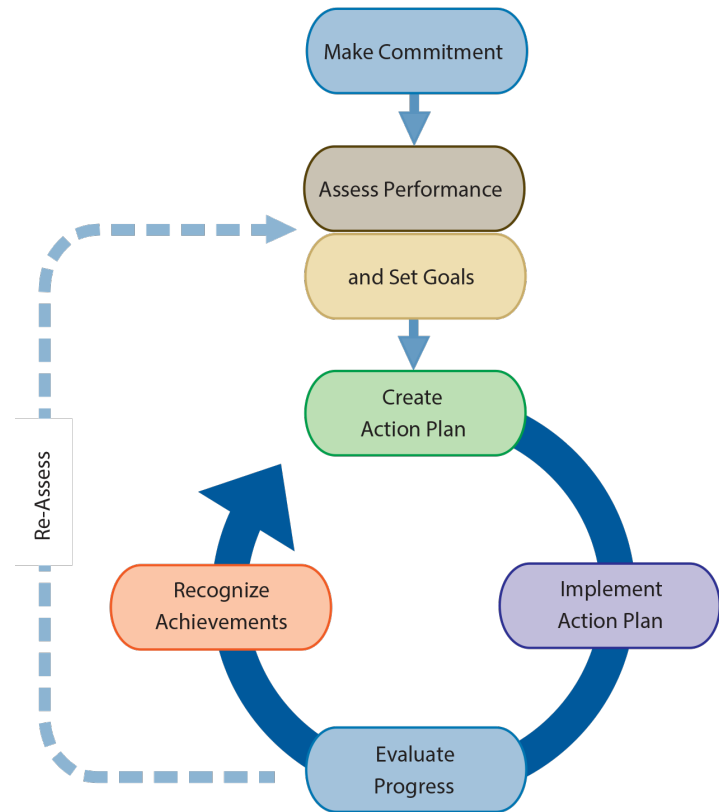 Make Commitment
Assess Performance
and Set Goals
Create
Action Plan
Re-Assess
Recognize
Achievements
Implement
Action Plan
Evaluate
Progress